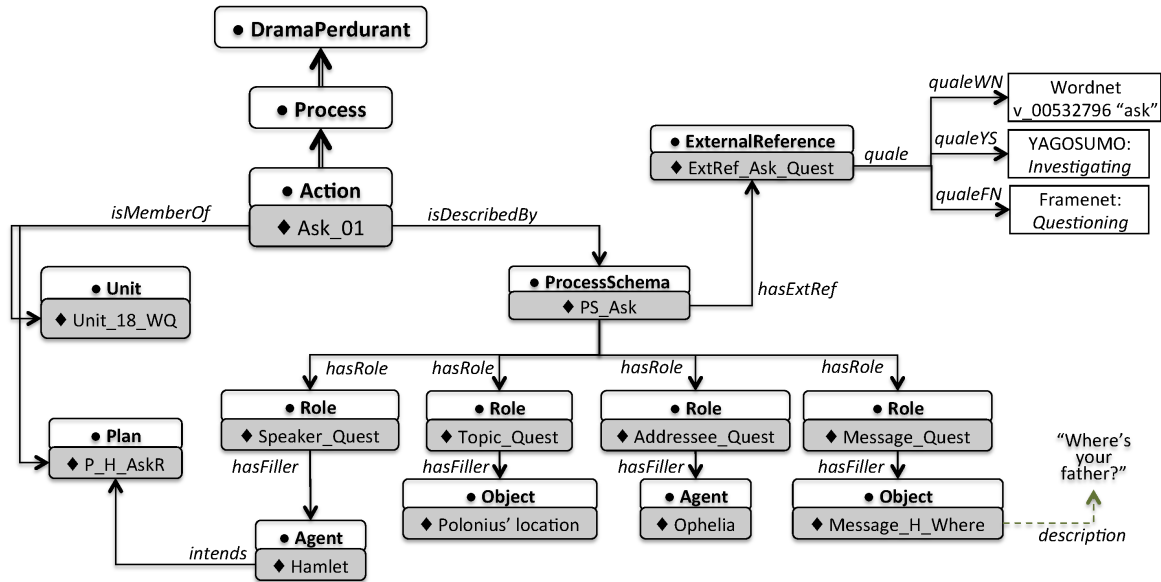 ● DramaPerdurant
● Process
● Action
◆ Ask_01
isMemberOf
isDescribedBy
● ExternalReference
◆ ExtRef_Ask_Quest
quale
qualeWN
Wordnet
v_00532796 “ask”
qualeYS
YAGOSUMO:
Investigating
qualeFN
Framenet:
Questioning
● Unit
◆ Unit_18_WQ
● ProcessSchema
◆ PS_Ask
hasExtRef
hasRole
hasRole
hasRole
hasRole
● Plan
◆ P_H_AskR
● Role
◆ Speaker_Quest
● Role
◆ Topic_Quest
● Role
◆ Addressee_Quest
● Role
◆ Message_Quest
hasFiller
hasFiller
hasFiller
hasFiller
● Agent
◆ Hamlet
intends
● Object
◆ Polonius’ location
● Agent
◆ Ophelia
● Object
◆ Message_H_Where
“Where’s
your
father?”
description